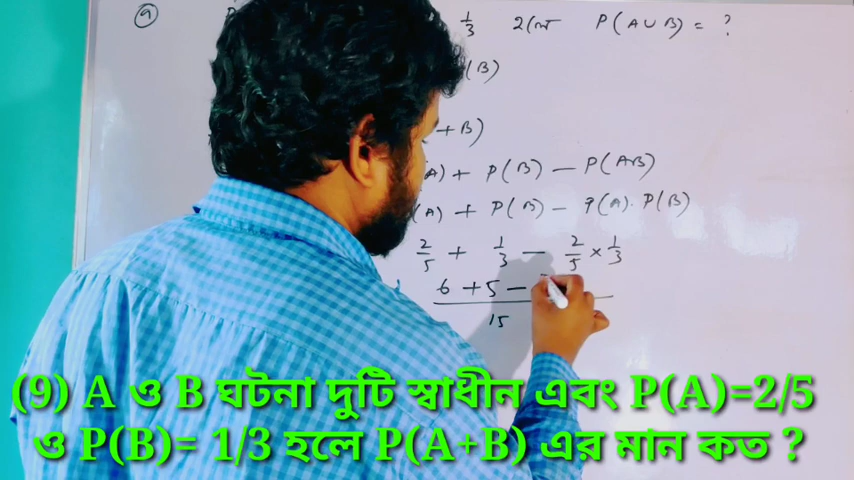 (9)
1/3 হলে P(A∪B) = ?
(B)
+ B)
(A) + P(B) – P(AB)
(A) + P(B) – P(A). P(B)
2/5 + 1/3 – 2/5 × 1/3
6 + 5 –
15
(9) A ও B ঘটনা দুটি স্বাধীন এবং P(A)=2/5
ও P(B)= 1/3 হলে P(A+B) এর মান কত ?